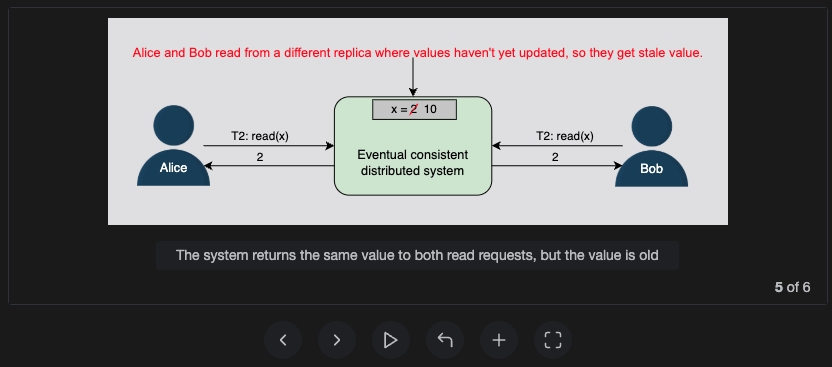 Alice and Bob read from a different replica where values haven't yet updated, so they get stale value.
x = 2 10
T2: read(x)
2
Alice
Eventual consistent
distributed system
T2: read(x)
2
Bob
The system returns the same value to both read requests, but the value is old
5 of 6